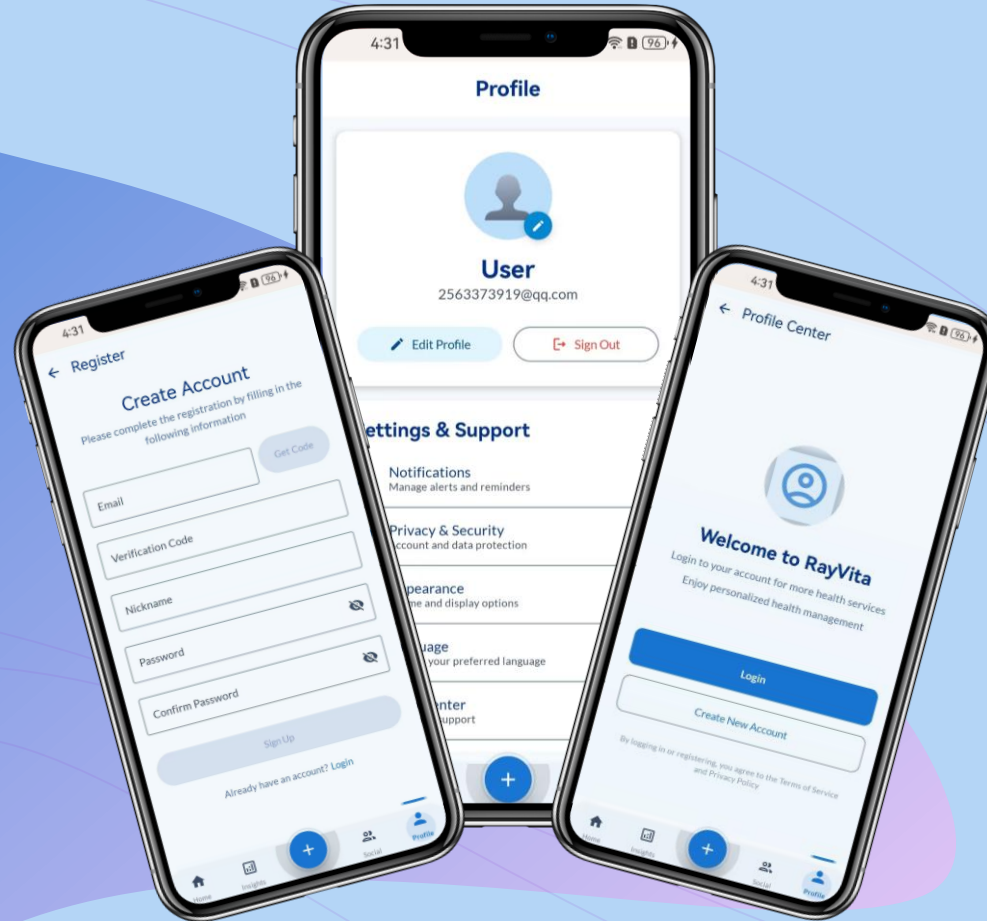 4:31
96
Profile
User
2563373919@qq.com
Edit Profile
Sign Out
ettings & Support
Notifications
Manage alerts and reminders
Privacy & Security
ccount and data protection
pearance
me and display options
uage
your preferred language
enter
upport
4:31
96
Register
Create Account
Please complete the registration by filling in the
following information
Email
Get Code
Verification Code
Nickname
Password
Confirm Password
Sign Up
Already have an account? Login
Home
Insights
Social
Profile
4:31
96
Profile Center
Welcome to RayVita
Login to your account for more health services
Enjoy personalized health management
Login
Create New Account
By logging in or registering, you agree to the Terms of Service
and Privacy Policy
Home
Insights
Social
Profile